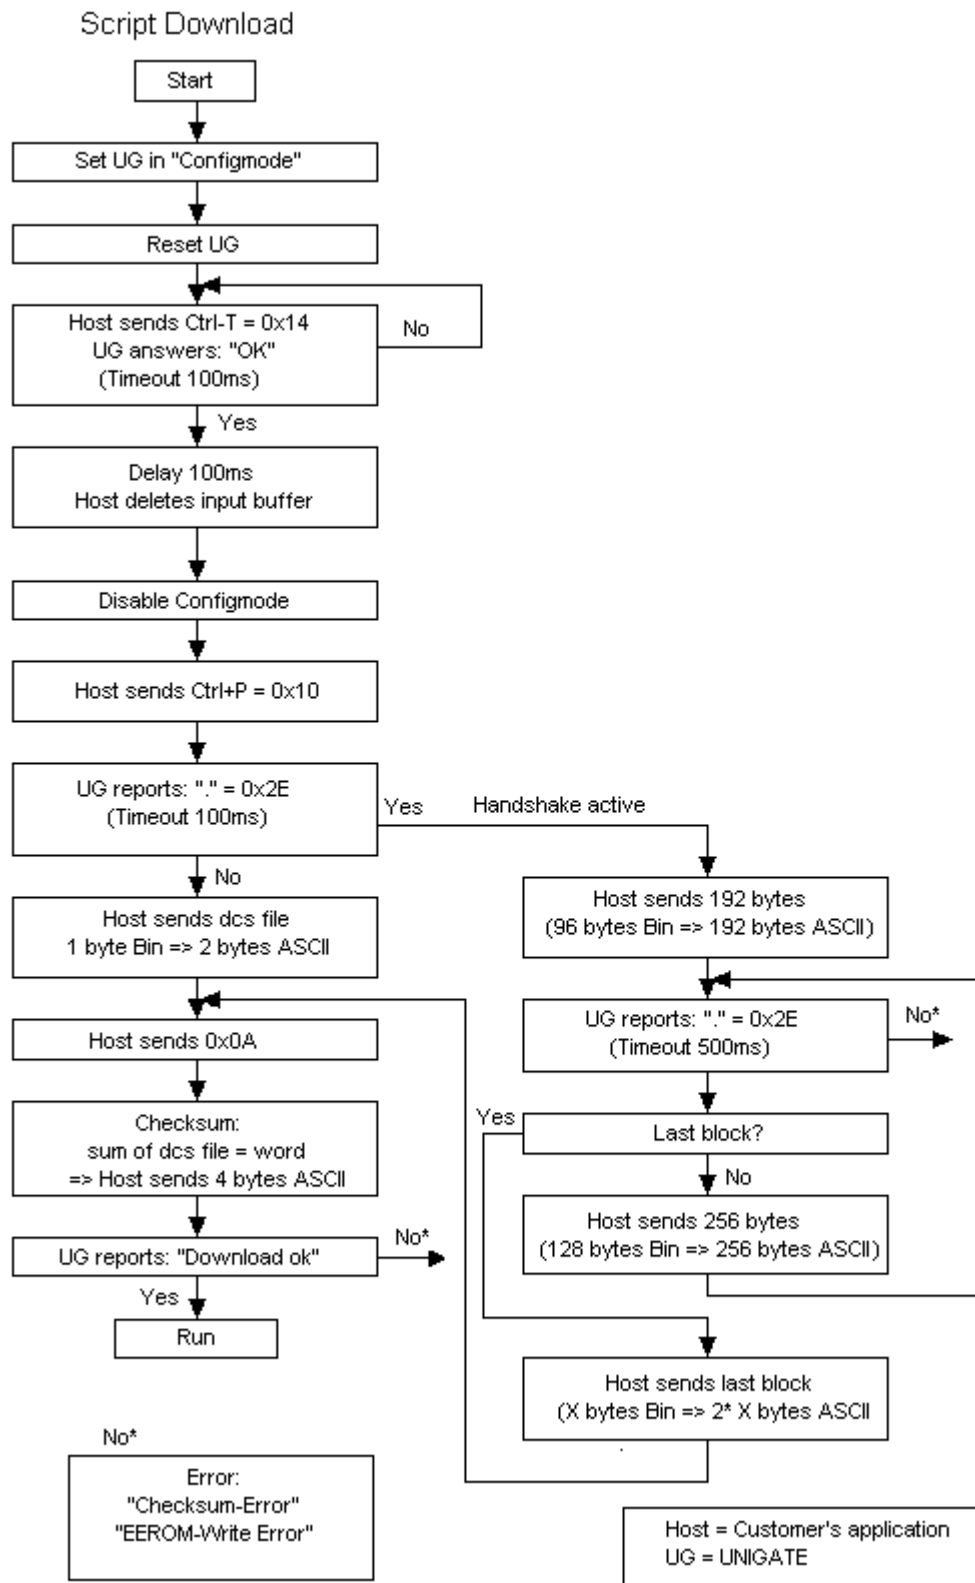 Script Download
Start
Set UG in "Configmode"
Reset UG
Host sends Ctrl-T = 0x14
UG answers: "OK"
(Timeout 100ms)
No
Yes
Delay 100ms
Host deletes input buffer
Disable Configmode
Host sends Ctrl+P = 0x10
UG reports: "." = 0x2E
(Timeout 100ms)
Yes
Handshake active
No
Host sends dcs file
1 byte Bin => 2 bytes ASCII
Host sends 0x0A
Checksum:
sum of dcs file = word
=> Host sends 4 bytes ASCII
UG reports: "Download ok"
No*
Yes
Run
Host sends 192 bytes
(96 bytes Bin => 192 bytes ASCII)
UG reports: "." = 0x2E
(Timeout 500ms)
No*
Last block?
Yes
No
Host sends 256 bytes
(128 bytes Bin => 256 bytes ASCII)
Host sends last block
(X bytes Bin => 2* X bytes ASCII
No*
Error:
"Checksum-Error"
"EEROM-Write Error"
Host = Customer's application
UG = UNIGATE